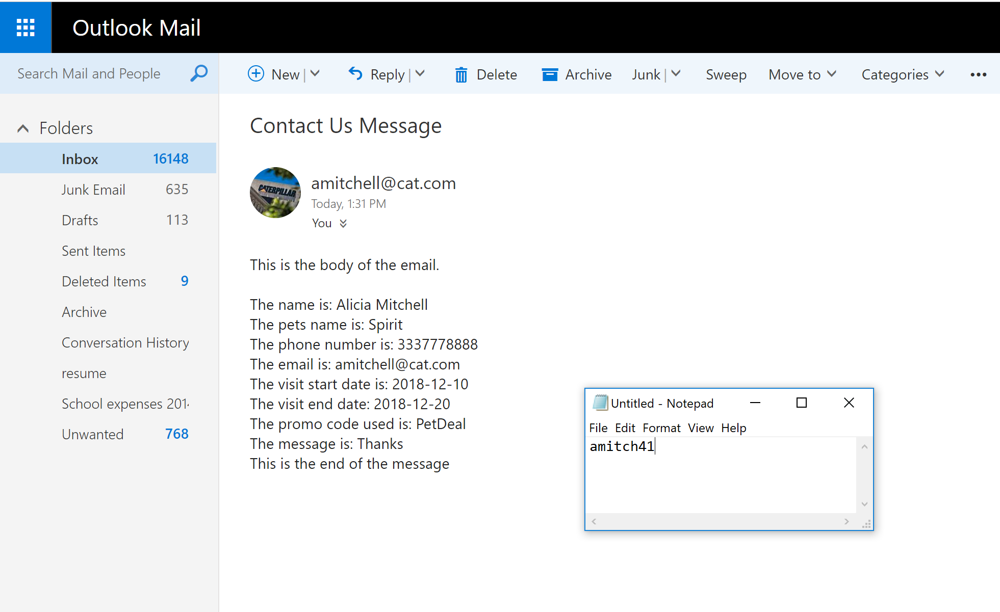 Outlook Mail
Search Mail and People
New | Reply | Delete Archive Junk | Sweep Move to Categories
Folders
Inbox 16148
Junk Email 635
Drafts 113
Sent Items
Deleted Items 9
Archive
Conversation History
resume
School expenses 201
Unwanted 768
Contact Us Message
CATERPILLAR
amitchell@cat.com
Today, 1:31 PM
You
This is the body of the email.
The name is: Alicia Mitchell
The pets name is: Spirit
The phone number is: 3337778888
The email is: amitchell@cat.com
The visit start date is: 2018-12-10
The visit end date: 2018-12-20
The promo code used is: PetDeal
The message is: Thanks
This is the end of the message
Untitled - Notepad
File Edit Format View Help
amitch41